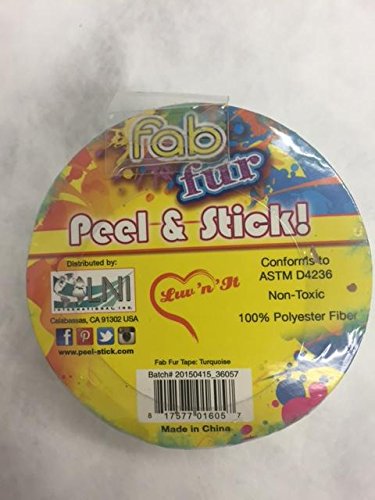 fab
fur
Peel & Stick!
Distributed by:
INTERNATIONAL INC.
Calabasas, CA 91302 USA
www.peel-stick.com
Luv 'n' It
Conforms to
ASTM D4236
Non-Toxic
100% Polyester Fiber
Fab Fur Tape: Turquoise
Batch# 20150415_36057
8 17577 01605 7
Made in China